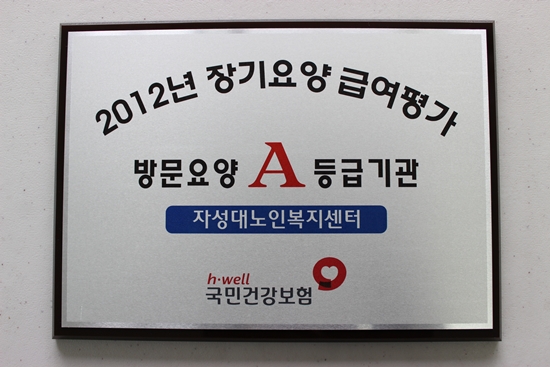 2012년 장기요양 급여평가
방문요양 A 등급기관
자성대노인복지센터
h·well
국민건강보험